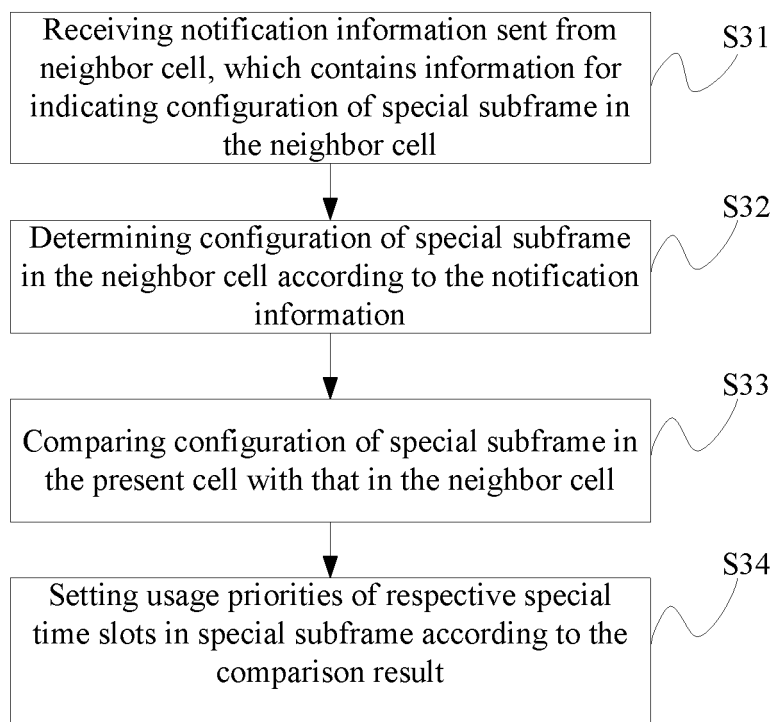 Receiving notification information sent from
neighbor cell, which contains information for
indicating configuration of special subframe in
the neighbor cell
S31
Determining configuration of special subframe
in the neighbor cell according to the notification
information
S32
Comparing configuration of special subframe in
the present cell with that in the neighbor cell
S33
Setting usage priorities of respective special
time slots in special subframe according to the
comparison result
S34